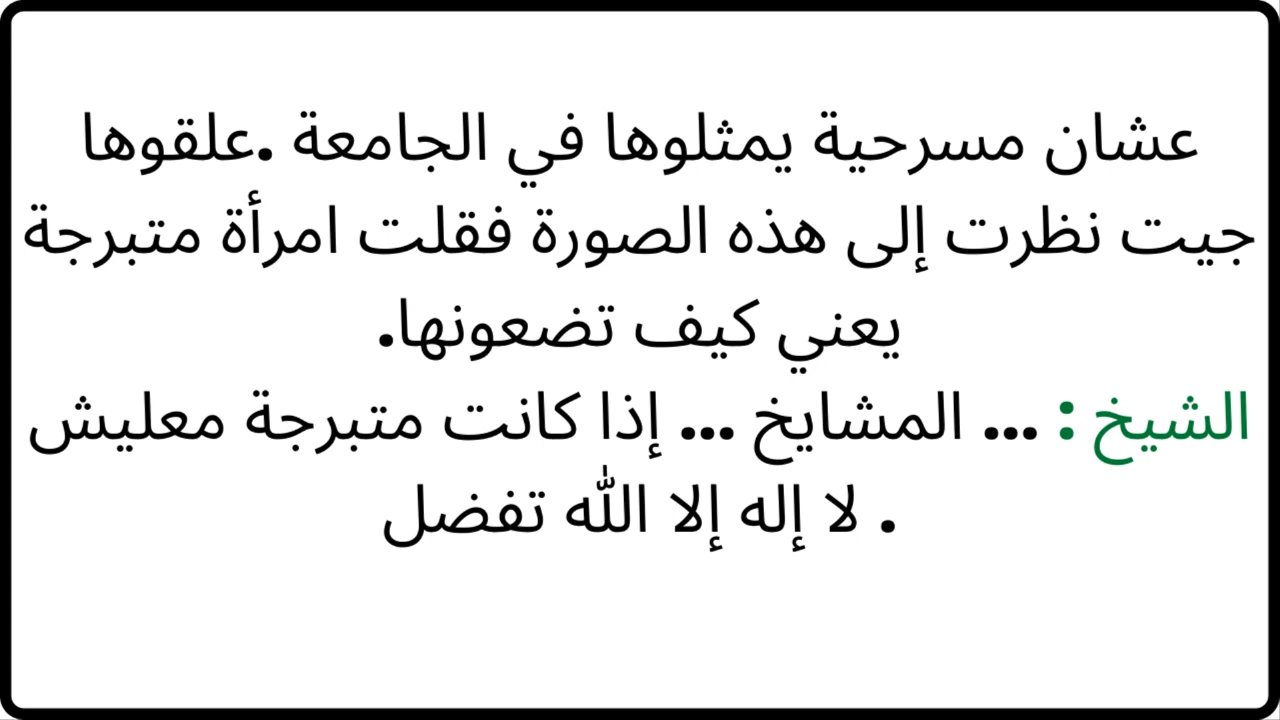 عشان مسرحية يمثلوها في الجامعة .علقوها
جيت نظرت إلى هذه الصورة فقلت امرأة متبرجة
يعني كيف تضعونها.
الشيخ : ... المشايخ ... إذا كانت متبرجة معليش
. لا إله إلا الله تفضل